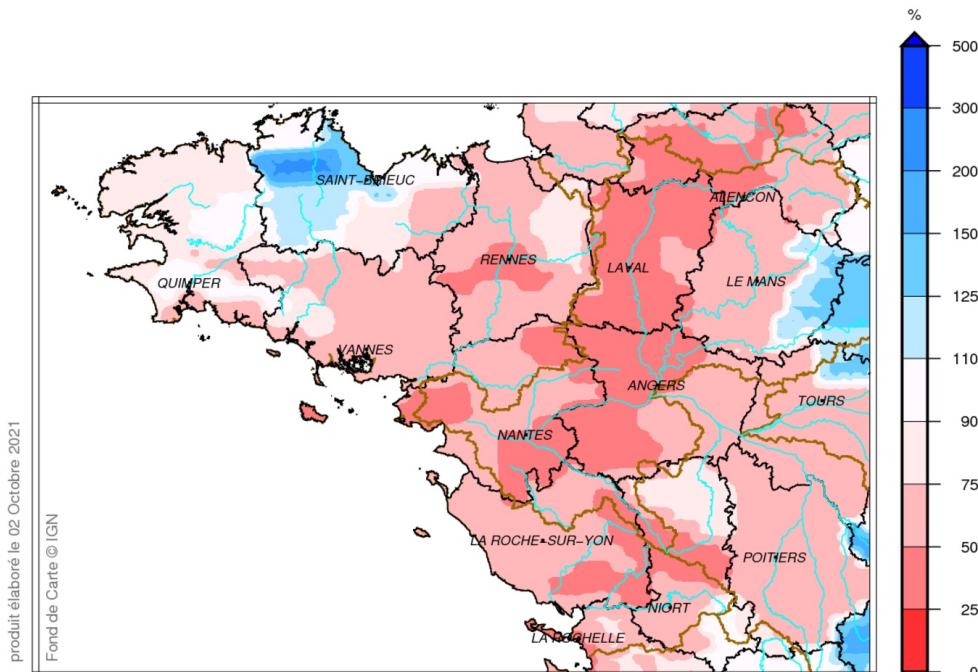 %
500
300
200
150
125
110
90
75
50
25
0
SAINT-BRIEUC
ALENCON
RENNES
LAVAL
LE MANS
QUIMPER
VANNES
ANGERS
TOURS
NANTES
LA ROCHE-SUR-YON
POITIERS
NIORT
LA ROCHELLE
produit élaboré le 02 Octobre 2021
Fond de Carte © IGN